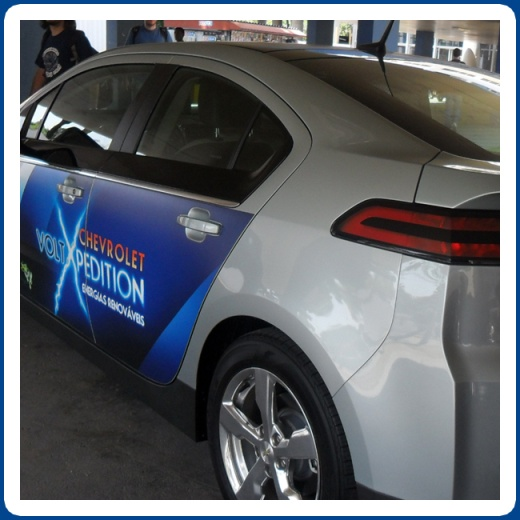 CHEVROLET
VOLT XPEDITION
ENERGIAS RENOVÁVEIS